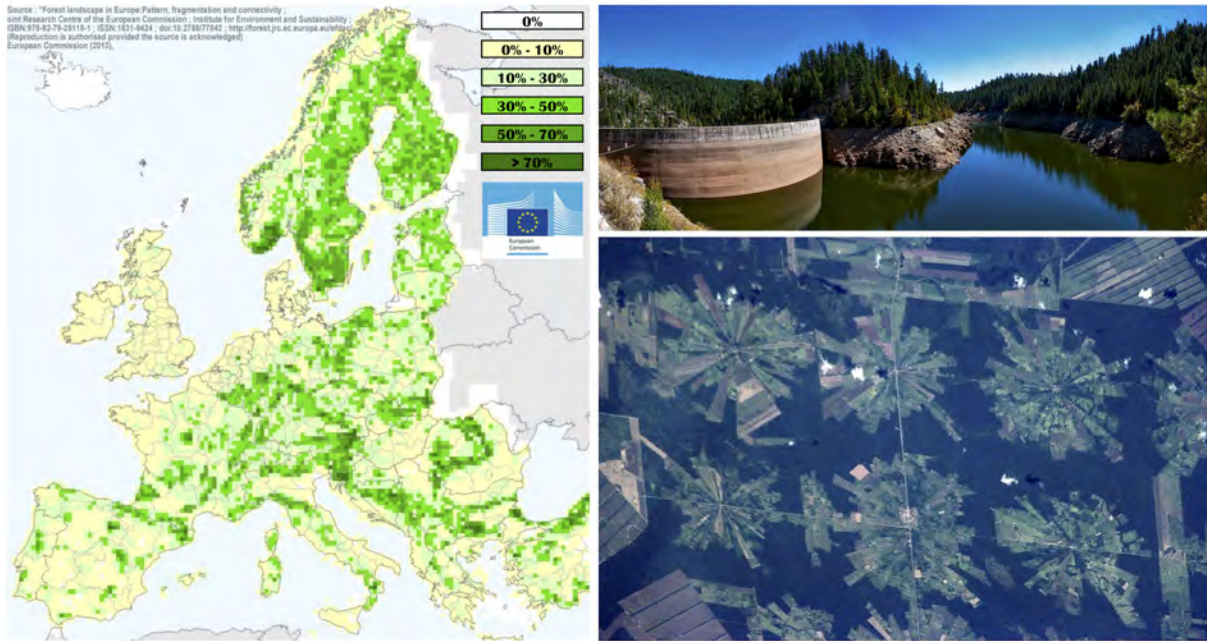 Source : "Forest landscape in Europe:Pattern, fragmentation and connectivity ;
oint Research Centre of the European Commission ; Institute for Environment and Sustainability ;
ISBN:978-92-79-28118-1 ; ISSN:1831-9424 ; doi:10.2788/77842 ; http://forest.jrc.ec.europa.eu/efdac/
(Reproduction is authorised provided the source is acknowledged)
European Commission (2013),
0%
0% - 10%
10% - 30%
30% - 50%
50% - 70%
> 70%
European
Commission